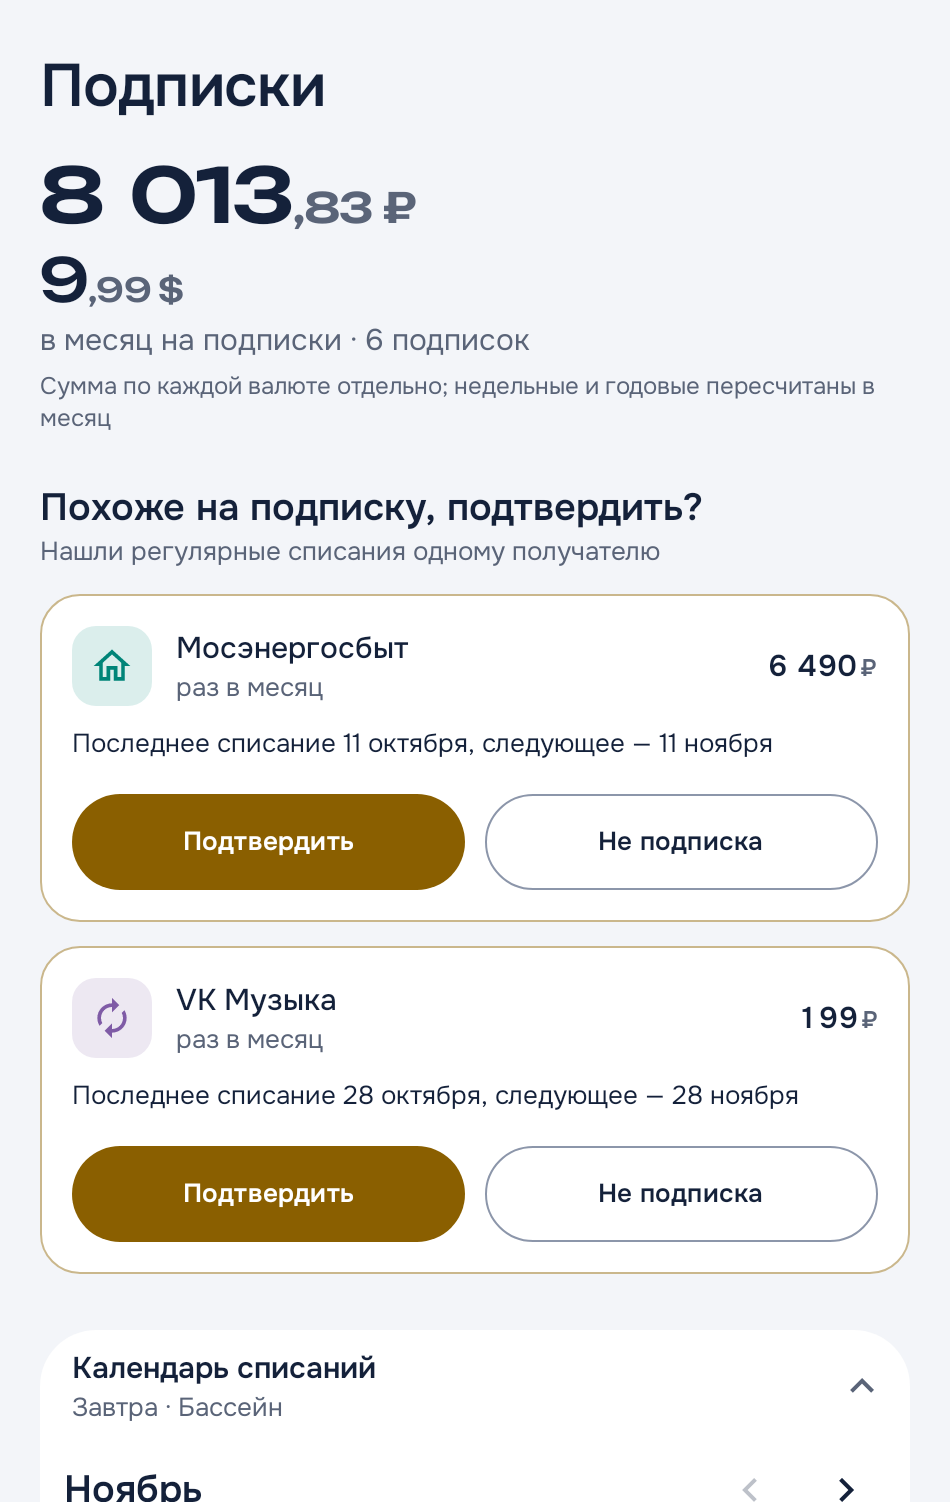 Подписки
8 013,83 ₽
9,99 $
в месяц на подписки · 6 подписок
Сумма по каждой валюте отдельно; недельные и годовые пересчитаны в
месяц
Похоже на подписку, подтвердить?
Нашли регулярные списания одному получателю
Мосэнергосбыт
6 490 ₽
раз в месяц
Последнее списание 11 октября, следующее — 11 ноября
Подтвердить
Не подписка
VK Музыка
199 ₽
раз в месяц
Последнее списание 28 октября, следующее — 28 ноября
Подтвердить
Не подписка
Календарь списаний
Завтра · Бассейн
Ноябрь